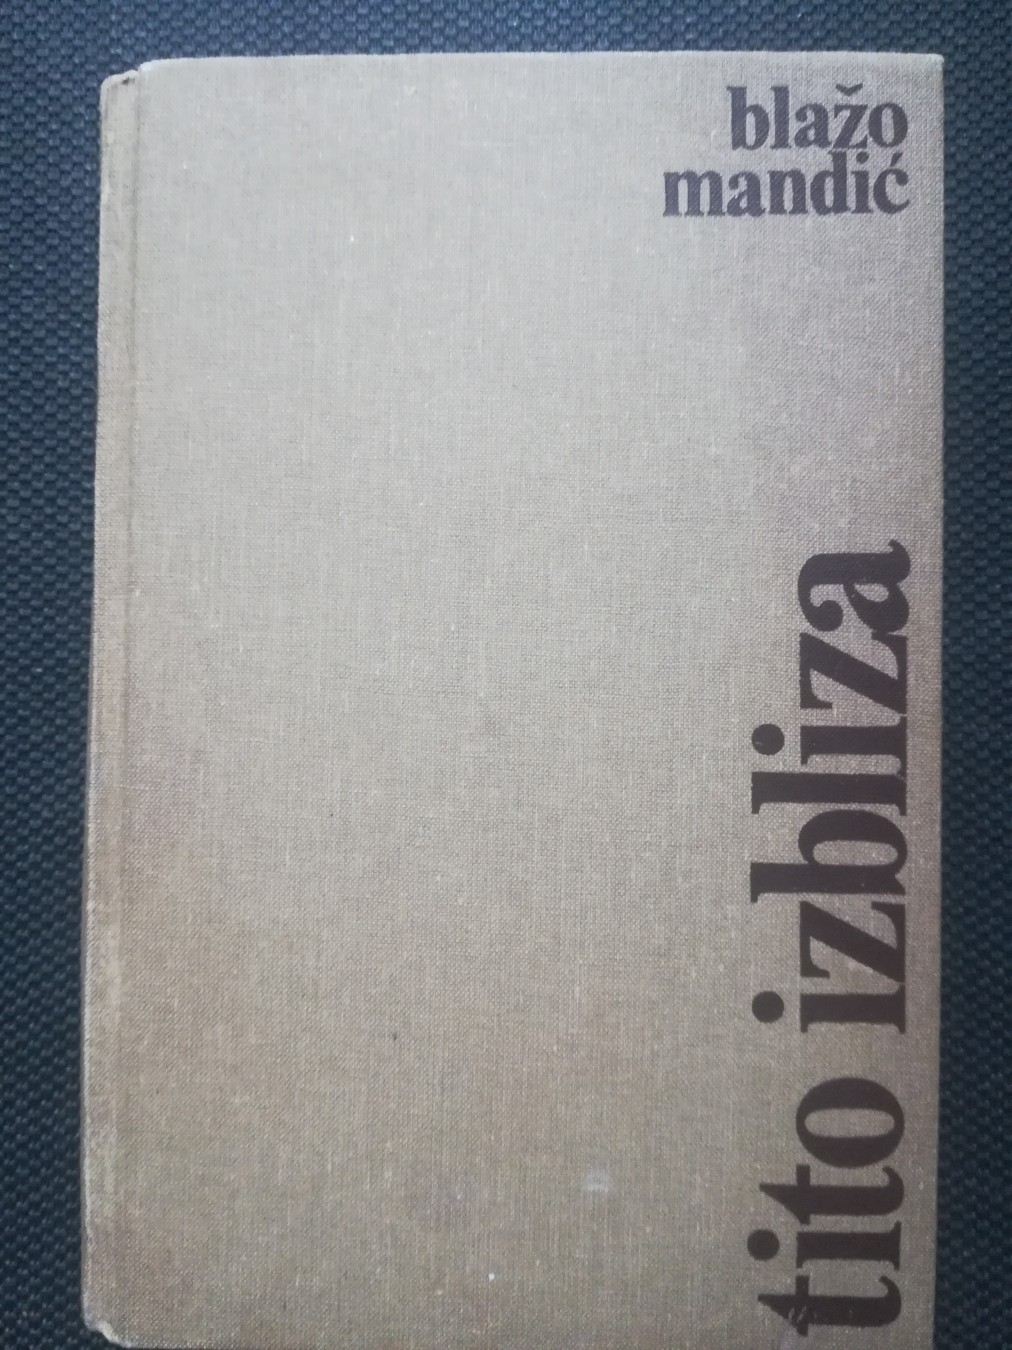 blažo
mandić
tito izbliza